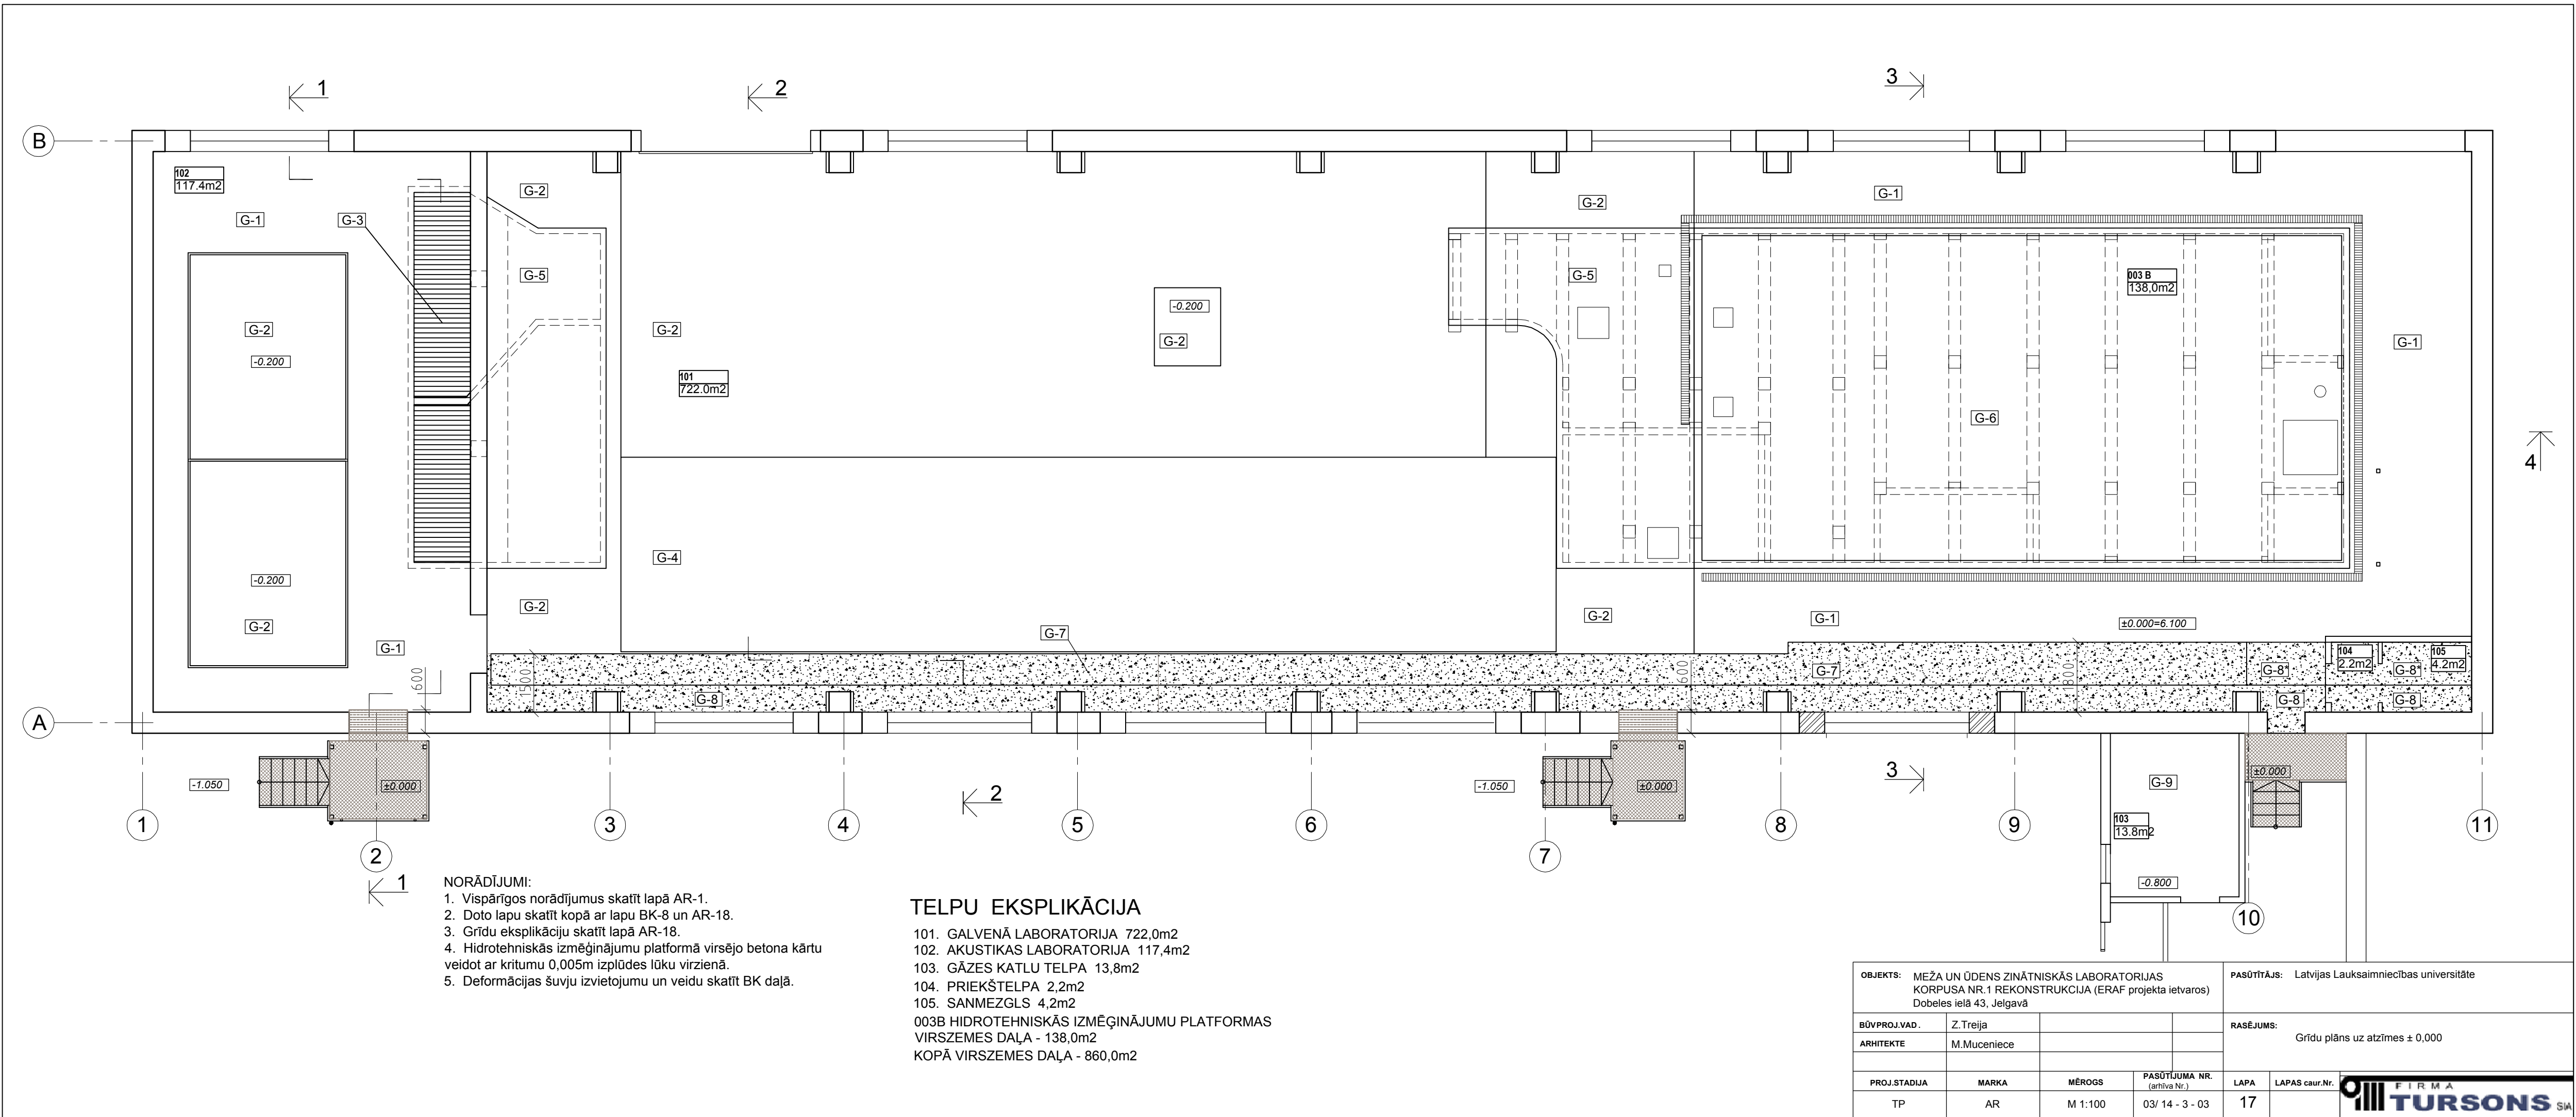 1
2
3
B
102
117.4m2
G-1
G-3
G-2
G-5
G-2
-0.200
-0.200
G-2
G-1
G-2
G-2
101
722.0m2
G-4
-0.200
G-2
G-7
G-2
G-5
G-2
G-1
003 B
138,0m2
G-1
G-6
G-1
±0.000=6.100
4
600
1500
G-8
600
G-7
1800
G-8*
104
2.2m2
G-8*
105
4.2m2
G-8
G-8
A
-1.050
±0.000
-1.050
±0.000
3
±0.000
G-9
103
13.8m2
-0.800
2
1
2
3
4
5
6
7
8
9
10
11
1
NORĀDĪJUMI:
1. Vispārīgos norādījumus skatīt lapā AR-1.
2. Doto lapu skatīt kopā ar lapu BK-8 un AR-18.
3. Grīdu eksplikāciju skatīt lapā AR-18.
4. Hidrotehniskās izmēģinājumu platformā virsējo betona kārtu
veidot ar kritumu 0,005m izplūdes lūku virzienā.
5. Deformācijas šuvju izvietojumu un veidu skatīt BK daļā.
TELPU EKSPLIKĀCIJA
101. GALVENĀ LABORATORIJA 722,0m2
102. AKUSTIKAS LABORATORIJA 117,4m2
103. GĀZES KATLU TELPA 13,8m2
104. PRIEKŠTELPA 2,2m2
105. SANMEZGLS 4,2m2
003B HIDROTEHNISKĀS IZMĒĢINĀJUMU PLATFORMAS
VIRSZEMES DAĻA - 138,0m2
KOPĀ VIRSZEMES DAĻA - 860,0m2
OBJEKTS: MEŽA UN ŪDENS ZINĀTNISKĀS LABORATORIJAS
KORPUSA NR.1 REKONSTRUKCIJA (ERAF projekta ietvaros)
Dobeles ielā 43, Jelgavā
PASŪTĪTĀJS: Latvijas Lauksaimniecības universitāte
BŪVPROJ.VAD. Z.Treija
ARHITEKTE M.Muceniece
RASĒJUMS:
Grīdu plāns uz atzīmes ± 0,000
PROJ.STADIJA MARKA MĒROGS PASŪTĪJUMA NR. (arhīva Nr.) LAPA LAPAS caur.Nr.
TP AR M 1:100 03/ 14 - 3 - 03 17
FIRMA
TURSONS SIA